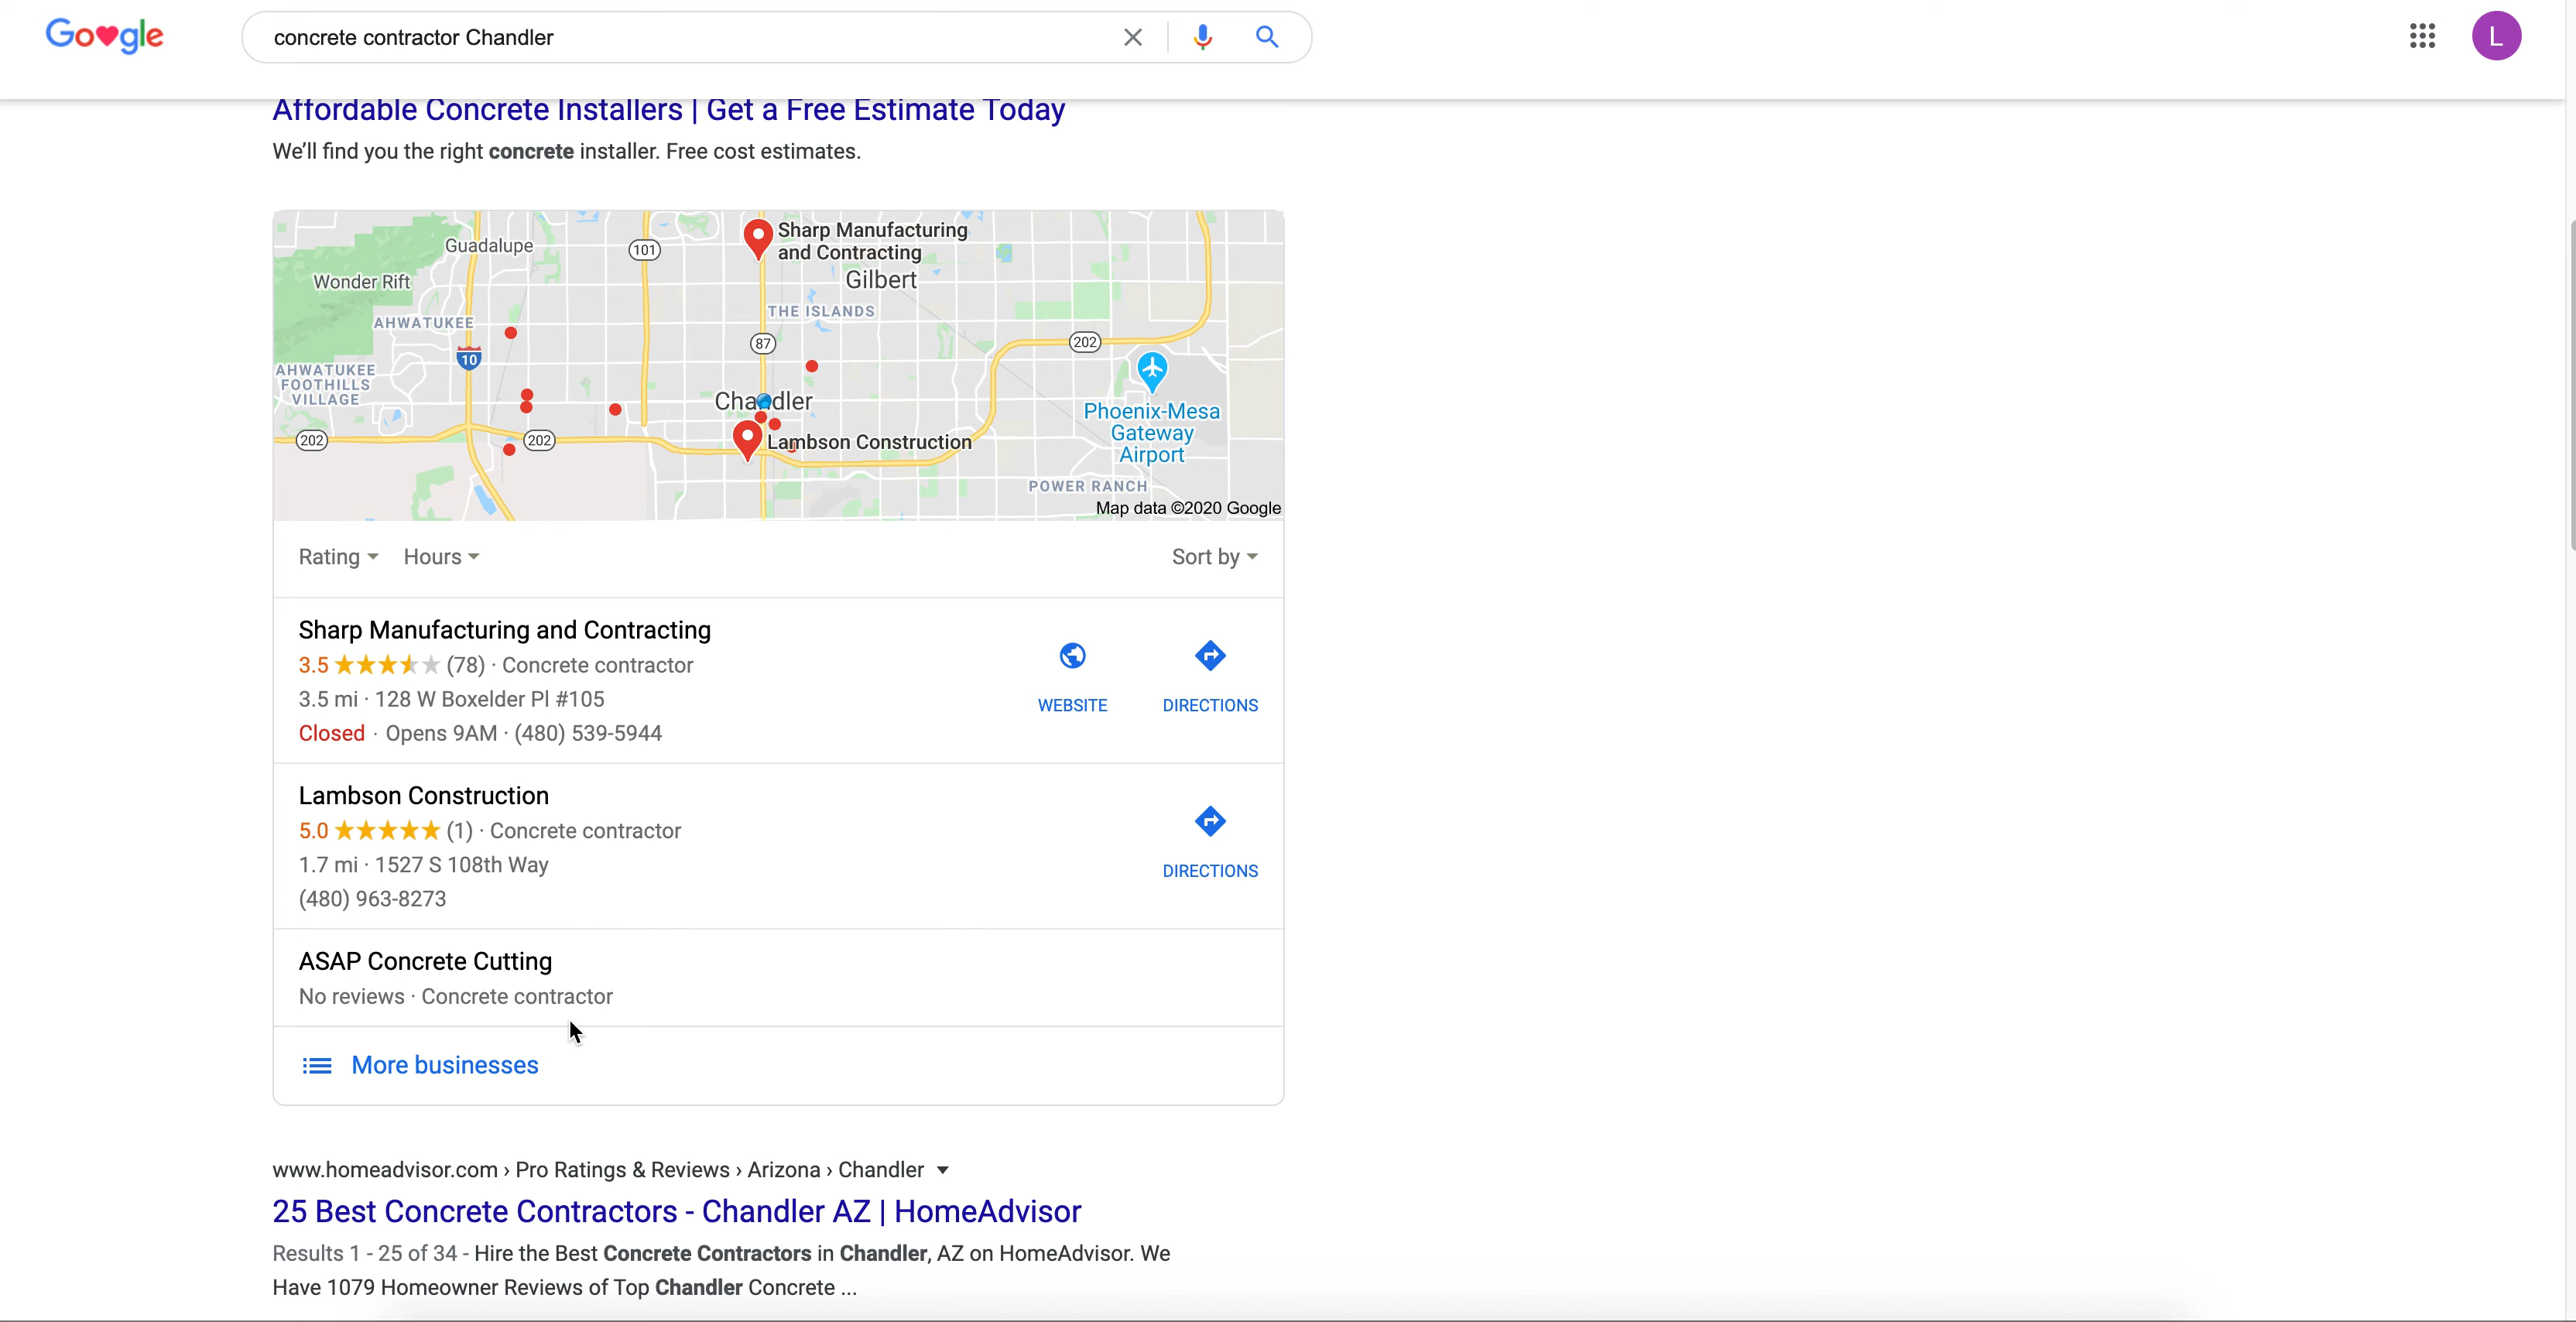 Google
concrete contractor Chandler
L
Affordable Concrete Installers | Get a Free Estimate Today
We'll find you the right concrete installer. Free cost estimates.
Sharp Manufacturing
and Contracting
Guadalupe
101
Gilbert
Wonder Rift
THE ISLANDS
AHWATUKEE
87
202
10
AHWATUKEE
FOOTHILLS
VILLAGE
Chandler
Phoenix-Mesa
Gateway
Airport
202
202
Lambson Construction
POWER RANCH
Map data ©2020 Google
Rating Hours Sort by
Sharp Manufacturing and Contracting
3.5 (78) · Concrete contractor
3.5 mi · 128 W Boxelder Pl #105
Closed · Opens 9AM · (480) 539-5944
WEBSITE DIRECTIONS
Lambson Construction
5.0 (1) · Concrete contractor
1.7 mi · 1527 S 108th Way
(480) 963-8273
DIRECTIONS
ASAP Concrete Cutting
No reviews · Concrete contractor
More businesses
www.homeadvisor.com › Pro Ratings & Reviews › Arizona › Chandler
25 Best Concrete Contractors - Chandler AZ | HomeAdvisor
Results 1 - 25 of 34 - Hire the Best Concrete Contractors in Chandler, AZ on HomeAdvisor. We
Have 1079 Homeowner Reviews of Top Chandler Concrete ...